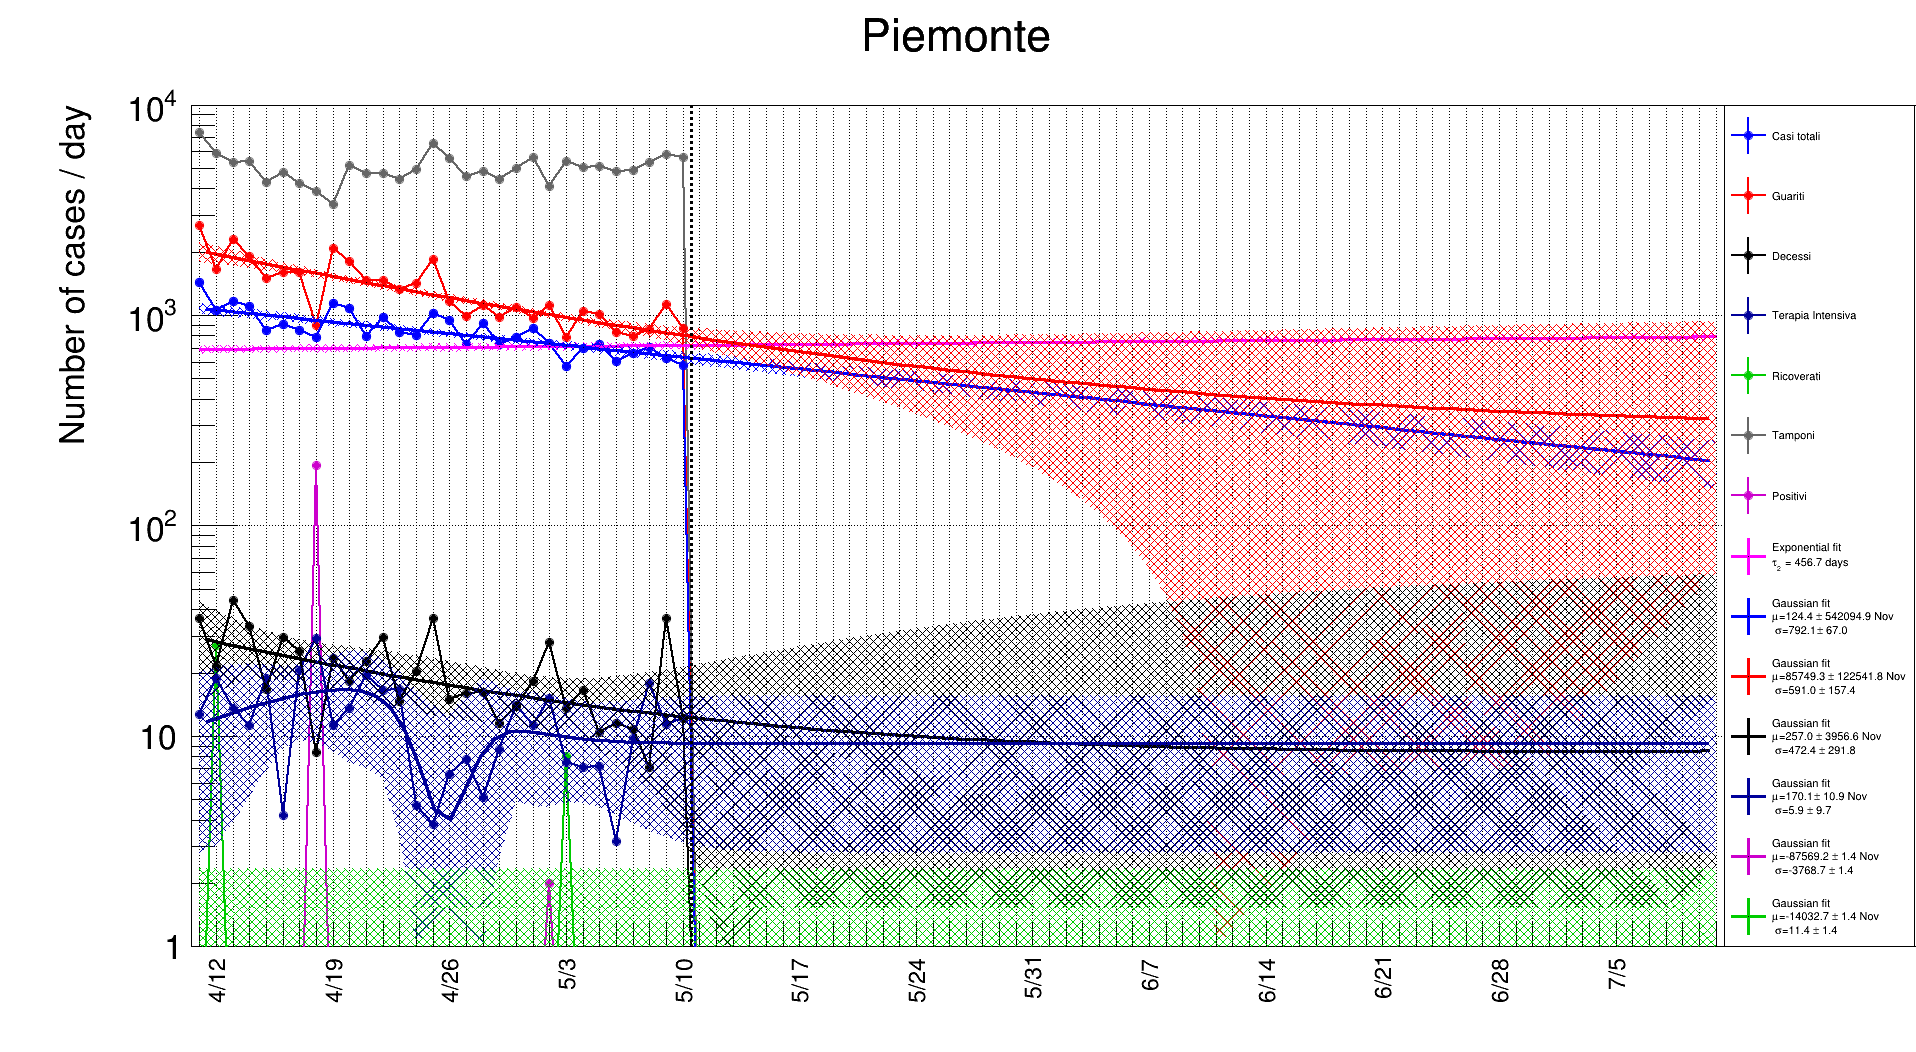 Piemonte
Number of cases / day
10^4
10^3
10^2
10
1
4/12
4/19
4/26
5/3
5/10
5/17
5/24
5/31
6/7
6/14
6/21
6/28
7/5
Casi totali
Guariti
Decessi
Terapia Intensiva
Ricoverati
Tamponi
Positivi
Exponential fit
τ₂ = 456.7 days
Gaussian fit
μ=124.4 ± 542094.9 Nov
σ=792.1 ± 67.0
Gaussian fit
μ=85749.3 ± 122541.8 Nov
σ=591.0 ± 157.4
Gaussian fit
μ=257.0 ± 3956.6 Nov
σ=472.4 ± 291.8
Gaussian fit
μ=170.1 ± 10.9 Nov
σ=5.9 ± 9.7
Gaussian fit
μ=-87569.2 ± 1.4 Nov
σ=-3768.7 ± 1.4
Gaussian fit
μ=-14032.7 ± 1.4 Nov
σ=11.4 ± 1.4